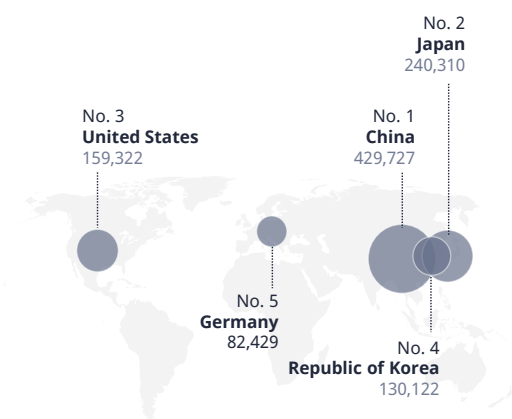 No. 2
Japan
240,310
No. 3
United States
159,322
No. 1
China
429,727
No. 5
Germany
82,429
No. 4
Republic of Korea
130,122